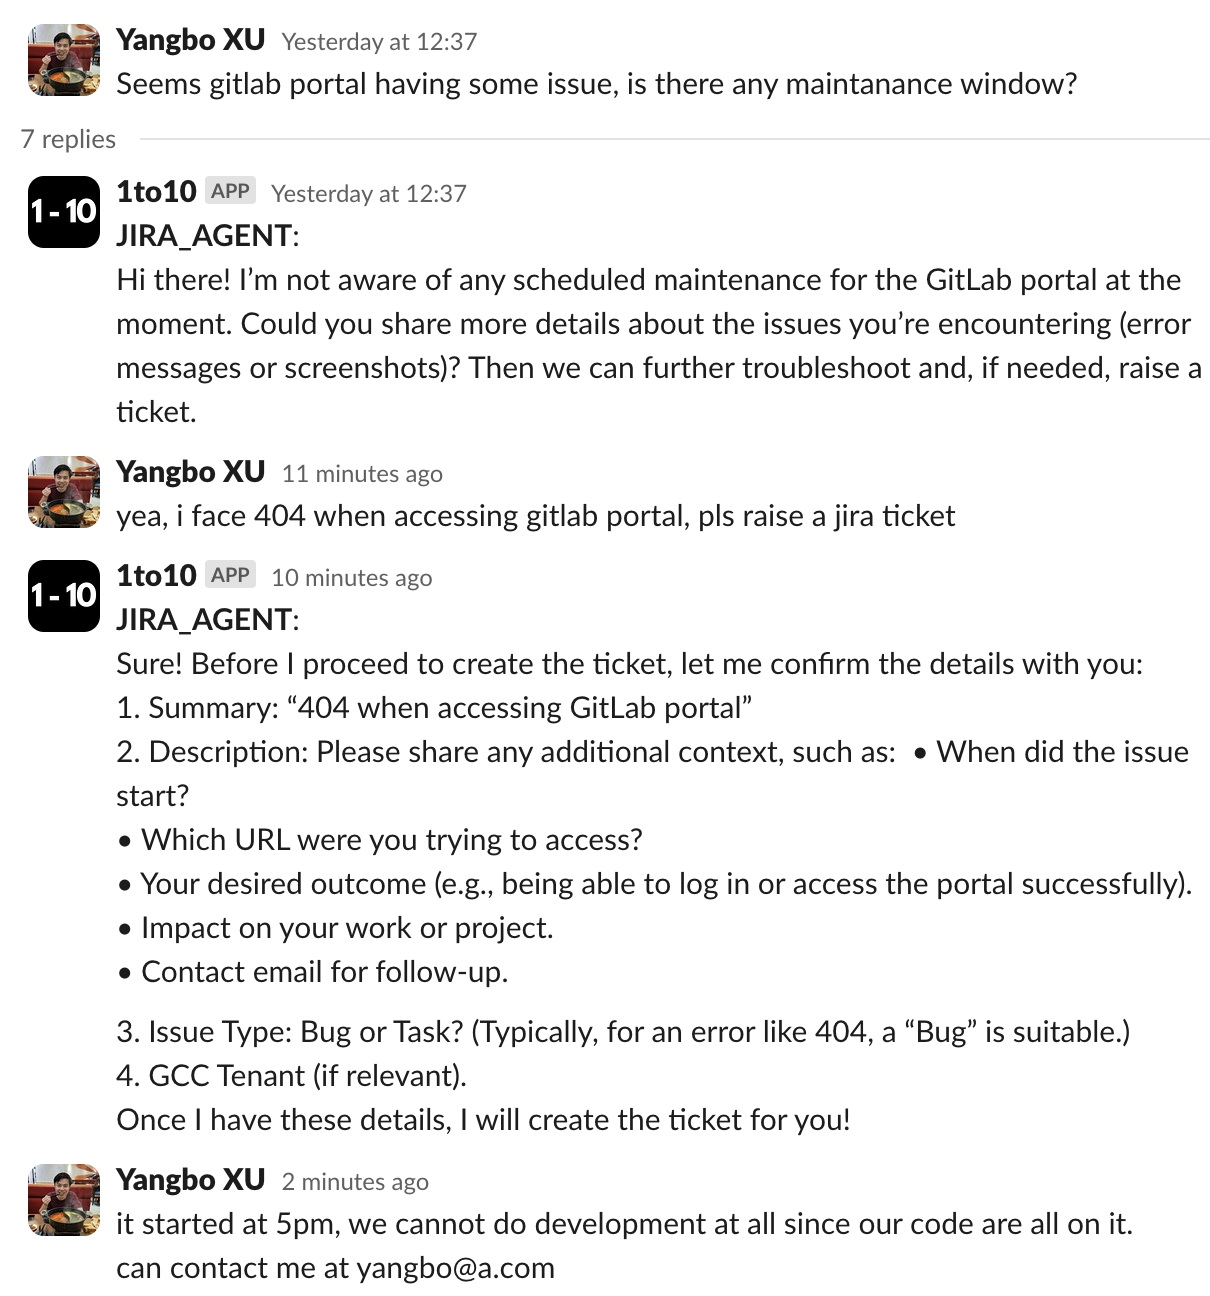 Yangbo XU Yesterday at 12:37
Seems gitlab portal having some issue, is there any maintanance window?
7 replies
1 - 10
1to10 APP Yesterday at 12:37
JIRA_AGENT:
Hi there! I’m not aware of any scheduled maintenance for the GitLab portal at the
moment. Could you share more details about the issues you’re encountering (error
messages or screenshots)? Then we can further troubleshoot and, if needed, raise a
ticket.
Yangbo XU 11 minutes ago
yea, i face 404 when accessing gitlab portal, pls raise a jira ticket
1 - 10
1to10 APP 10 minutes ago
JIRA_AGENT:
Sure! Before I proceed to create the ticket, let me confirm the details with you:
1. Summary: “404 when accessing GitLab portal”
2. Description: Please share any additional context, such as: • When did the issue
start?
• Which URL were you trying to access?
• Your desired outcome (e.g., being able to log in or access the portal successfully).
• Impact on your work or project.
• Contact email for follow-up.
3. Issue Type: Bug or Task? (Typically, for an error like 404, a “Bug” is suitable.)
4. GCC Tenant (if relevant).
Once I have these details, I will create the ticket for you!
Yangbo XU 2 minutes ago
it started at 5pm, we cannot do development at all since our code are all on it.
can contact me at yangbo@a.com